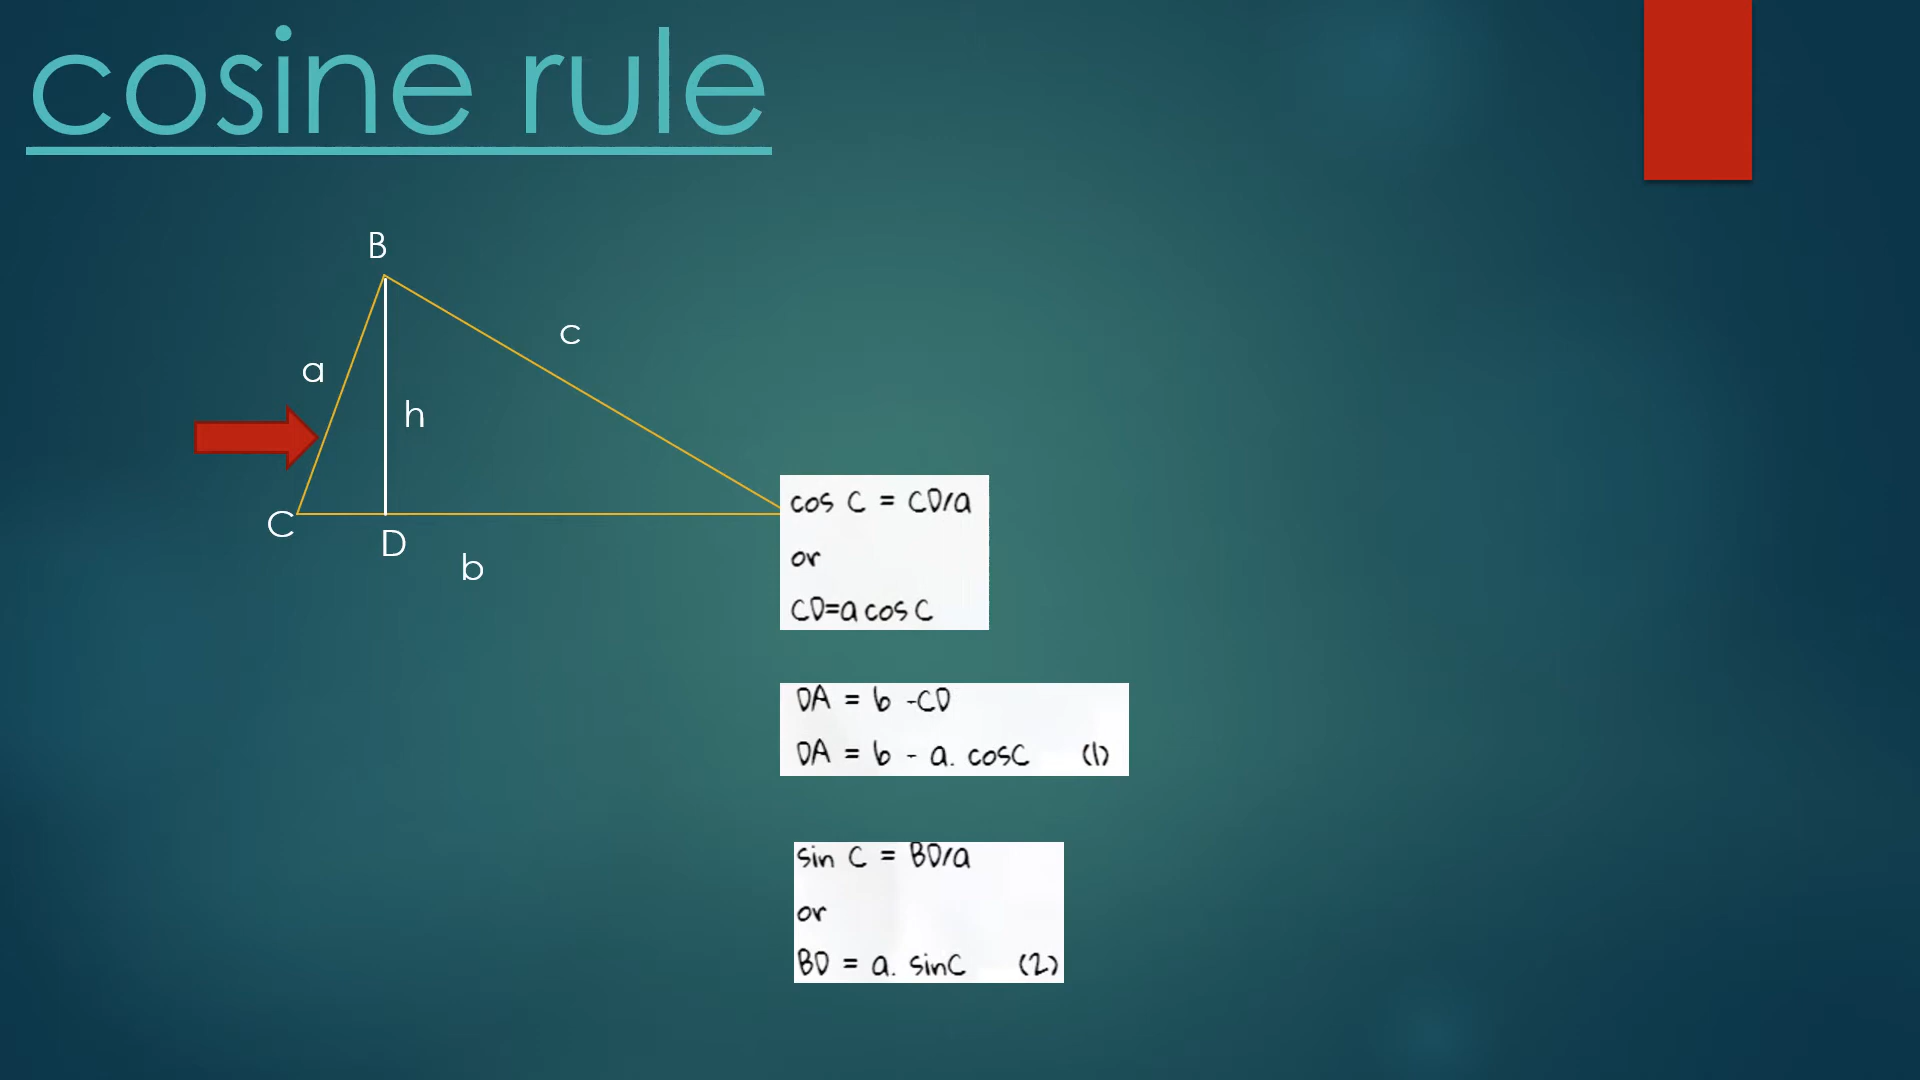 cosine rule
B
c
a
h
C
D
b
cos C = CD/a
or
CD=a cos C
DA = b -CD
DA = b - a. cosC (1)
sin C = BD/a
or
BD = a. sinC (2)